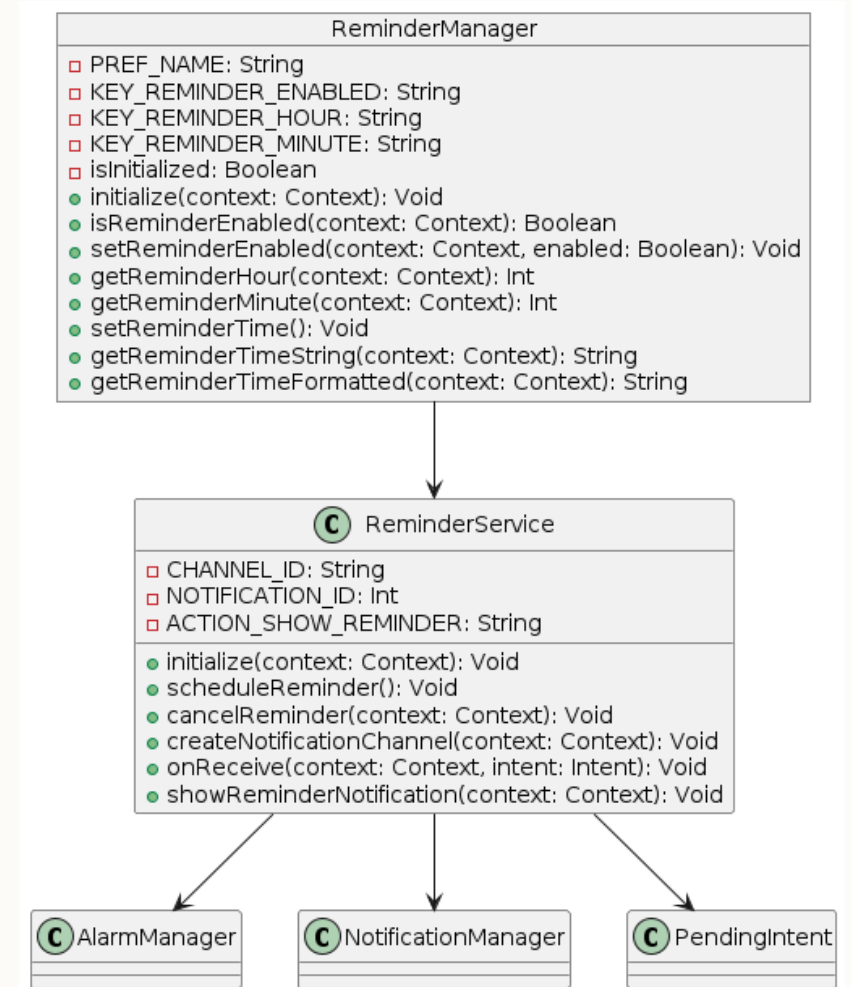 ReminderManager
PREF_NAME: String
KEY_REMINDER_ENABLED: String
KEY_REMINDER_HOUR: String
KEY_REMINDER_MINUTE: String
isInitialized: Boolean
initialize(context: Context): Void
isReminderEnabled(context: Context): Boolean
setReminderEnabled(context: Context, enabled: Boolean): Void
getReminderHour(context: Context): Int
getReminderMinute(context: Context): Int
setReminderTime(): Void
getReminderTimeString(context: Context): String
getReminderTimeFormatted(context: Context): String
C ReminderService
CHANNEL_ID: String
NOTIFICATION_ID: Int
ACTION_SHOW_REMINDER: String
initialize(context: Context): Void
scheduleReminder(): Void
cancelReminder(context: Context): Void
createNotificationChannel(context: Context): Void
onReceive(context: Context, intent: Intent): Void
showReminderNotification(context: Context): Void
C AlarmManager
C NotificationManager
C PendingIntent